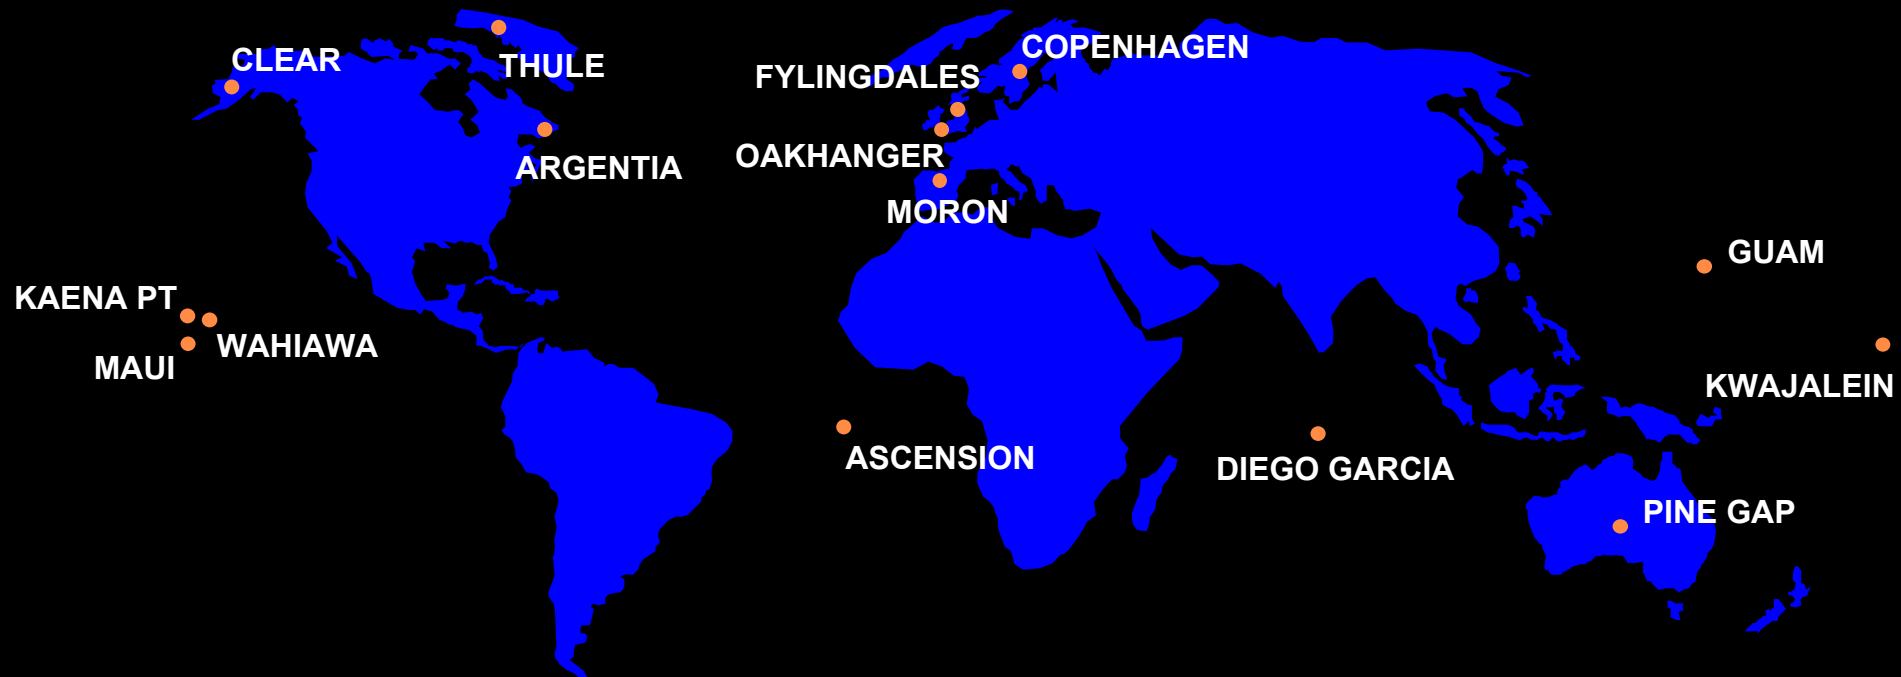 CLEAR
THULE
COPENHAGEN
FYLINGDALES
OAKHANGER
ARGENTIA
MORON
GUAM
KAENA PT
WAHIAWA
MAUI
KWAJALEIN
ASCENSION
DIEGO GARCIA
PINE GAP